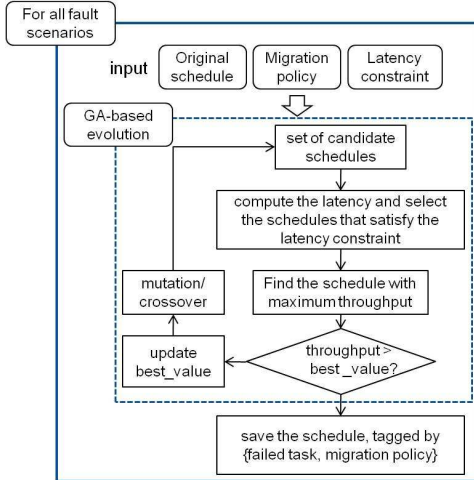 For all fault
scenarios
input
Original
schedule
Migration
policy
Latency
constraint
GA-based
evolution
set of candidate
schedules
compute the latency and select
the schedules that satisfy the
latency constraint
Find the schedule with
maximum throughput
mutation/
crossover
throughput >
best_value?
update
best_value
save the schedule, tagged by
{failed task, migration policy}